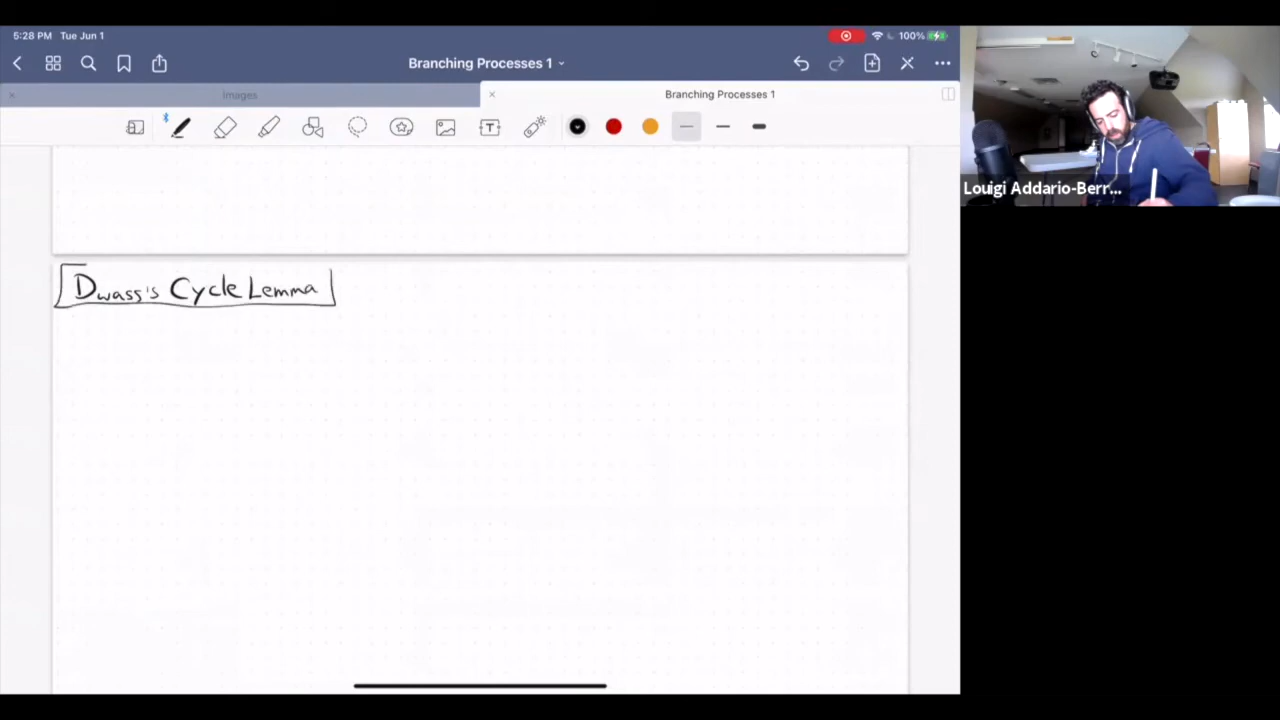 5:28 PM Tue Jun 1
100%
Branching Processes 1
Images
Branching Processes 1
Louigi Addario-Berr...
Dwass's Cycle Lemma